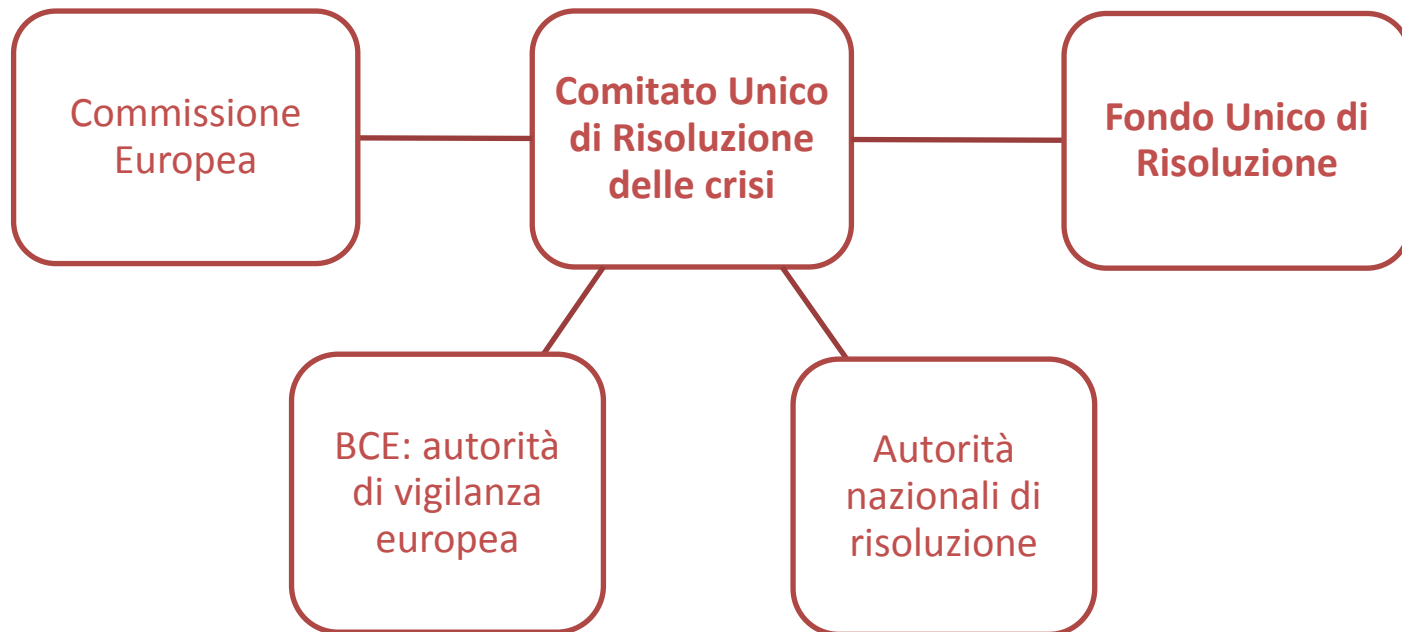 Commissione
Europea
Comitato Unico
di Risoluzione
delle crisi
Fondo Unico di
Risoluzione
BCE: autorità
di vigilanza
europea
Autorità
nazionali di
risoluzione